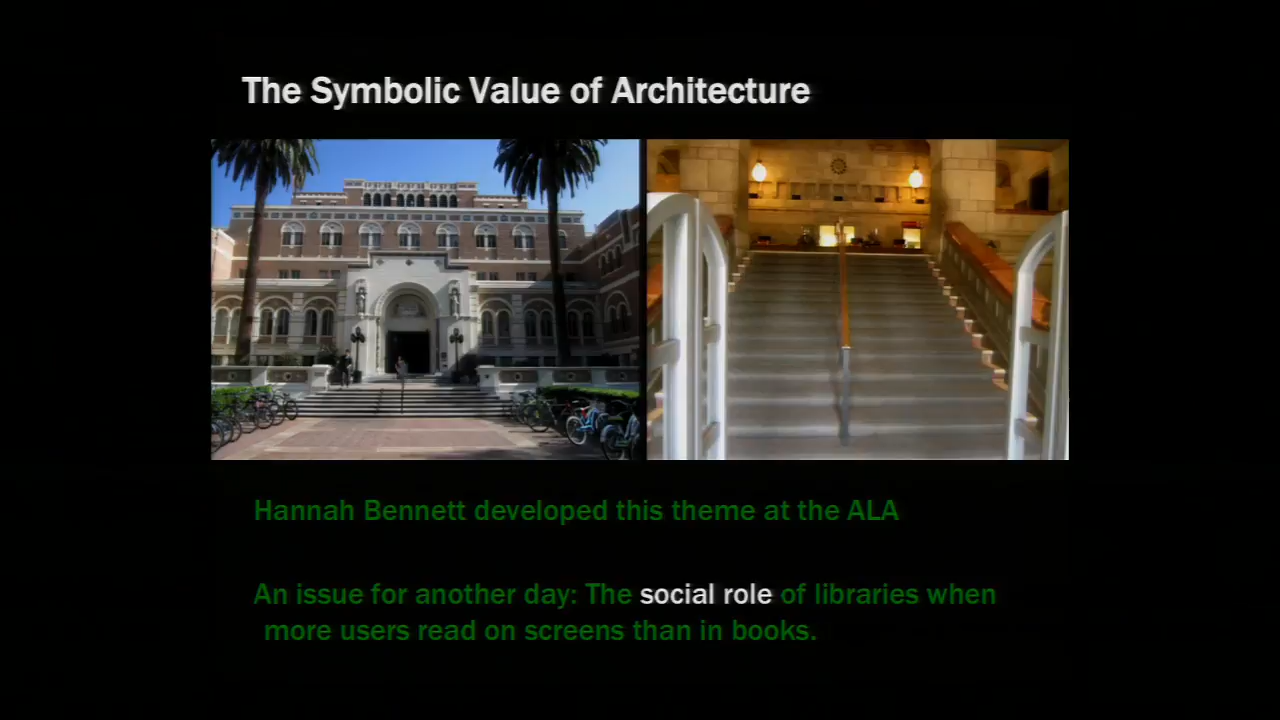 The Symbolic Value of Architecture
Hannah Bennett developed this theme at the ALA
An issue for another day: The social role of libraries when
more users read on screens than in books.